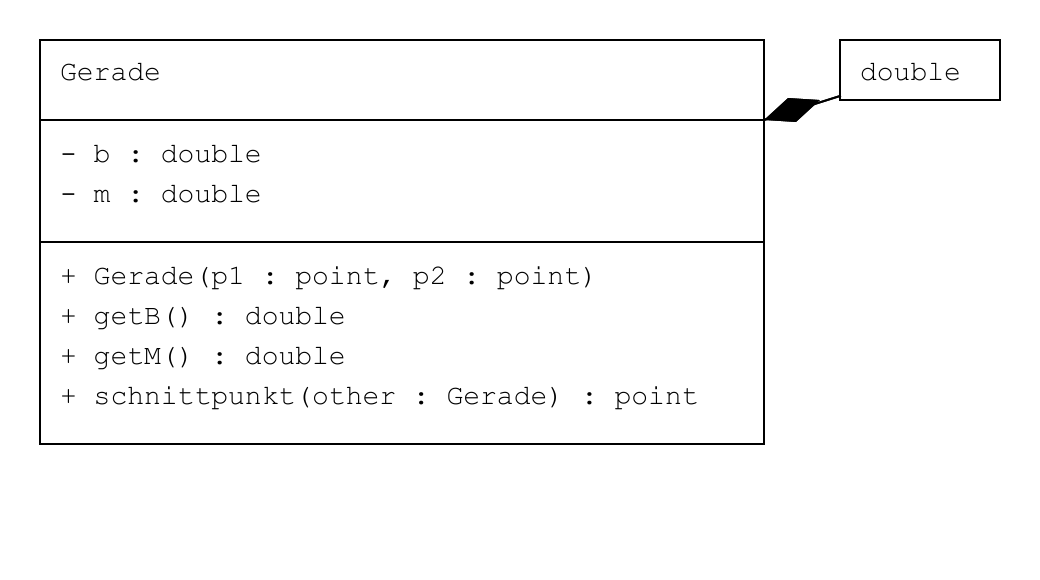 Gerade
double
- b : double
- m : double
+ Gerade(p1 : point, p2 : point)
+ getB() : double
+ getM() : double
+ schnittpunkt(other : Gerade) : point